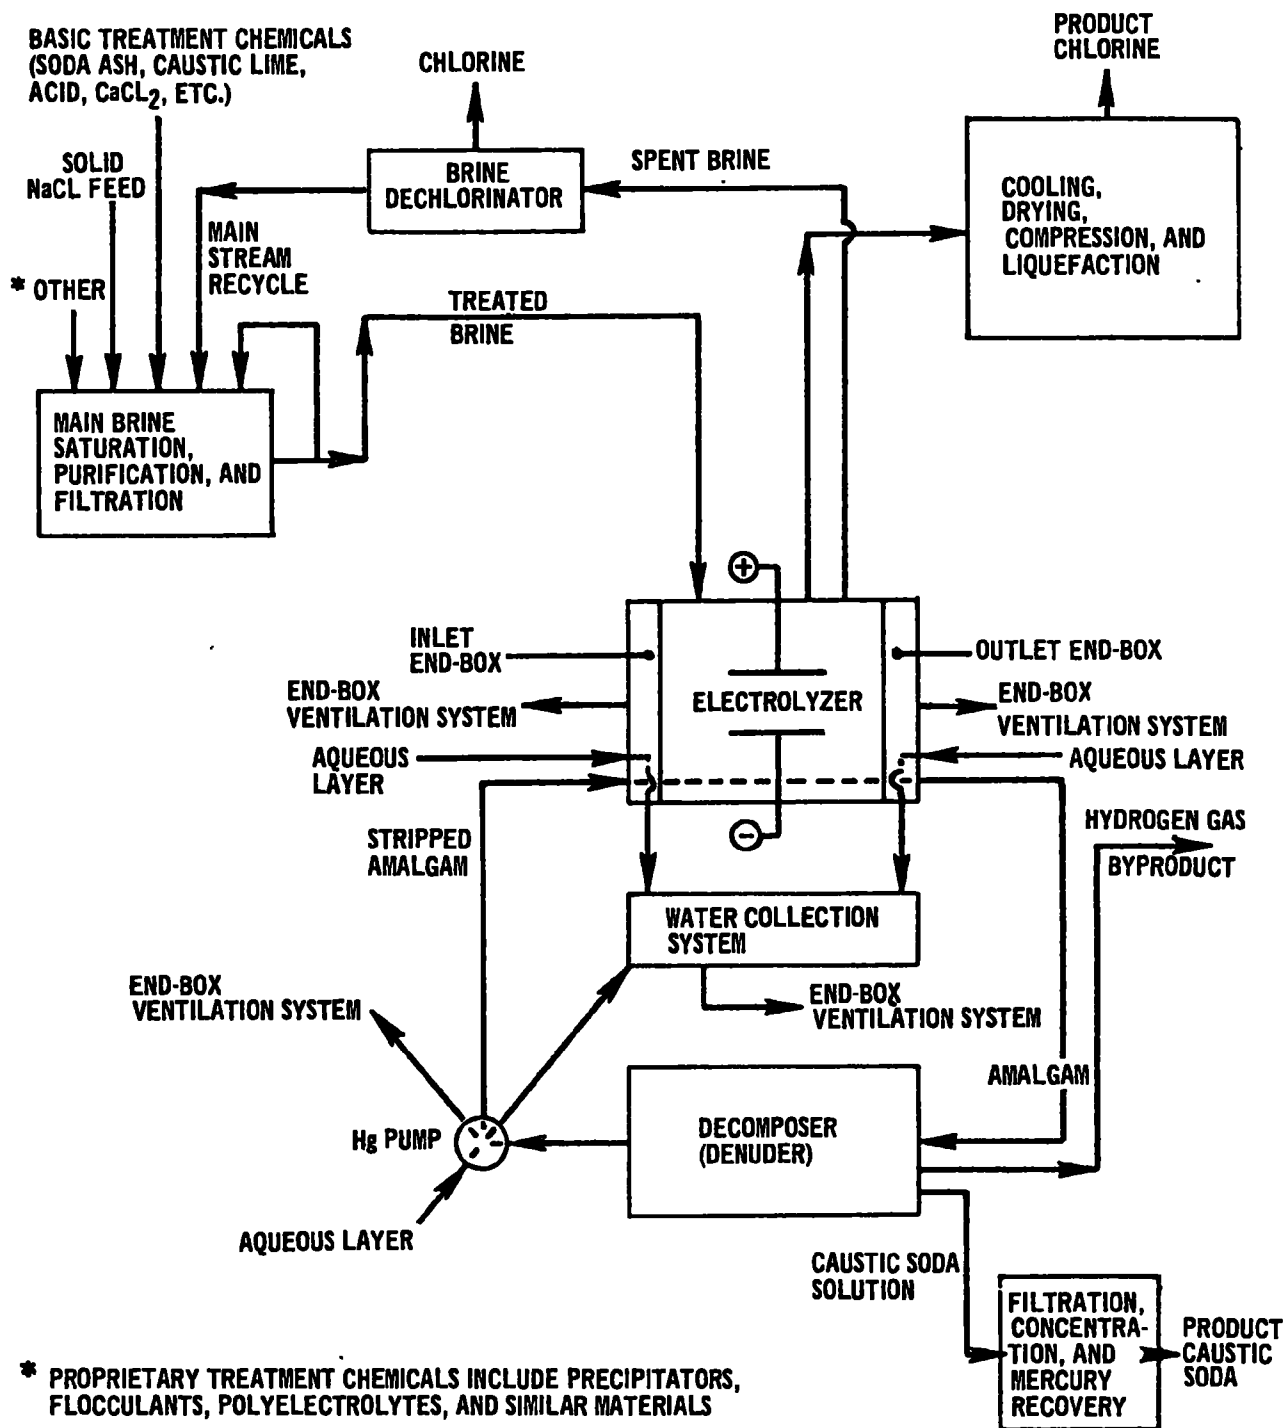 BASIC TREATMENT CHEMICALS
(SODA ASH, CAUSTIC LIME,
ACID, CaCL2, ETC.)
CHLORINE
PRODUCT
CHLORINE
SOLID
NaCL FEED
BRINE
DECHLORINATOR
SPENT BRINE
COOLING,
DRYING,
COMPRESSION, AND
LIQUEFACTION
MAIN
STREAM
RECYCLE
* OTHER
TREATED
BRINE
MAIN BRINE
SATURATION,
PURIFICATION, AND
FILTRATION
+
INLET
END-BOX
OUTLET END-BOX
END-BOX
VENTILATION SYSTEM
ELECTROLYZER
END-BOX
VENTILATION SYSTEM
AQUEOUS
LAYER
AQUEOUS LAYER
STRIPPED
AMALGAM
−
HYDROGEN GAS
BYPRODUCT
WATER COLLECTION
SYSTEM
END-BOX
VENTILATION SYSTEM
END-BOX
VENTILATION SYSTEM
AMALGAM
Hg PUMP
DECOMPOSER
(DENUDER)
AQUEOUS LAYER
CAUSTIC SODA
SOLUTION
FILTRATION,
CONCENTRA-
TION, AND
MERCURY
RECOVERY
PRODUCT
CAUSTIC
SODA
* PROPRIETARY TREATMENT CHEMICALS INCLUDE PRECIPITATORS,
FLOCCULANTS, POLYELECTROLYTES, AND SIMILAR MATERIALS